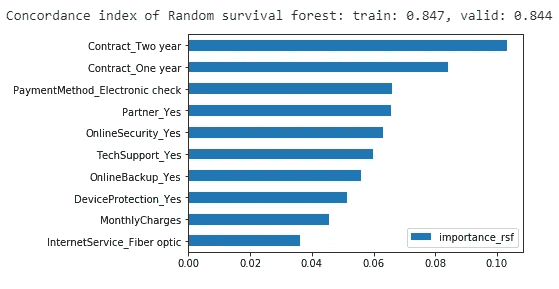 Concordance index of Random survival forest: train: 0.847, valid: 0.844
Contract_Two year
Contract_One year
PaymentMethod_Electronic check
Partner_Yes
OnlineSecurity_Yes
TechSupport_Yes
OnlineBackup_Yes
DeviceProtection_Yes
MonthlyCharges
InternetService_Fiber optic
importance_rsf
0.00 0.02 0.04 0.06 0.08 0.10